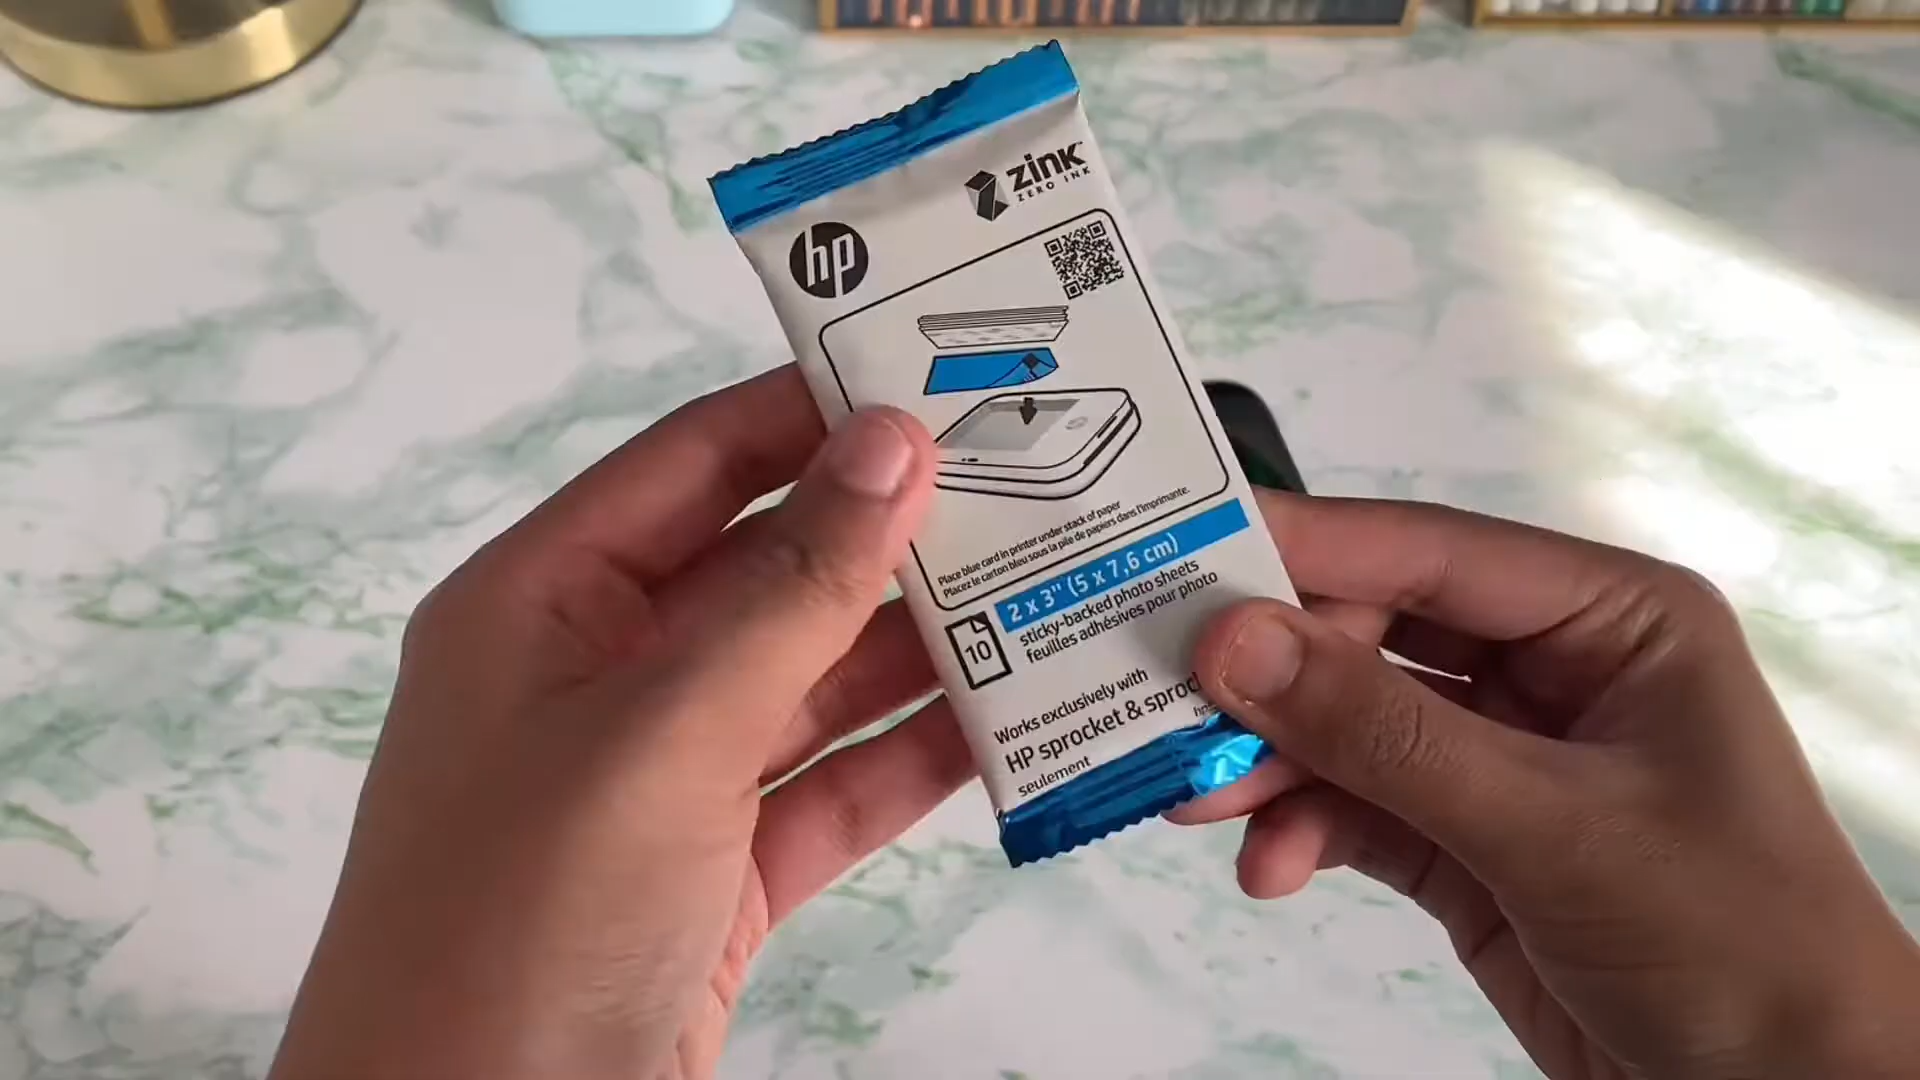 zink™
ZERO INK
hp
Place blue card in printer under stack of paper
Placez le carton bleu sous la pile de papiers dans l'imprimante.
2 x 3" (5 x 7,6 cm)
sticky-backed photo sheets
feuilles adhésives pour photo
10
Works exclusively with
HP sprocket &
seulement